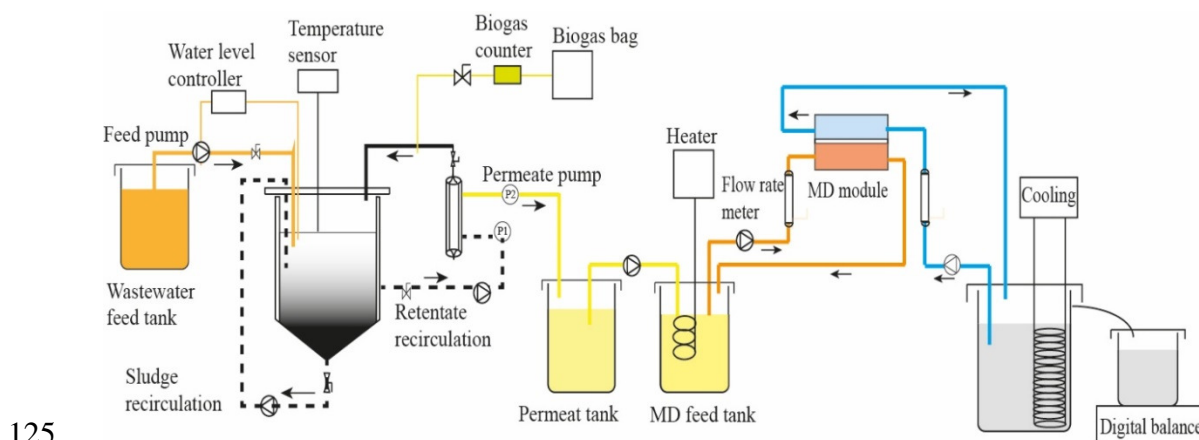 Temperature
sensor
Water level
controller
Biogas
counter
Biogas bag
Feed pump
Heater
Permeate pump
P2
P1
Flow rate
meter
MD module
Cooling
Wastewater
feed tank
Retentate
recirculation
Sludge
recirculation
Permeat tank
MD feed tank
Digital balance
125